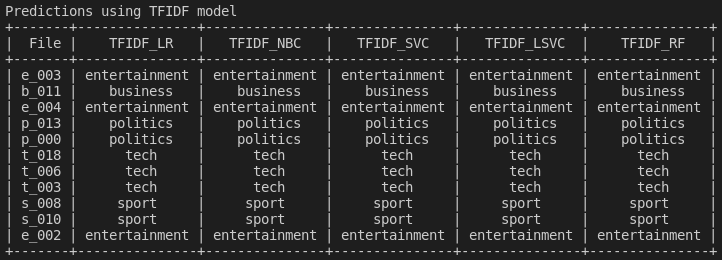 Predictions using TFIDF model
+-------+---------------+---------------+---------------+---------------+---------------+
|  File |    TFIDF_LR   |   TFIDF_NBC   |   TFIDF_SVC   |   TFIDF_LSVC  |    TFIDF_RF   |
+-------+---------------+---------------+---------------+---------------+---------------+
| e_003 | entertainment | entertainment | entertainment | entertainment | entertainment |
| b_011 |    business   |    business   |    business   |    business   |    business   |
| e_004 | entertainment | entertainment | entertainment | entertainment | entertainment |
| p_013 |    politics   |    politics   |    politics   |    politics   |    politics   |
| p_000 |    politics   |    politics   |    politics   |    politics   |    politics   |
| t_018 |      tech     |      tech     |      tech     |      tech     |      tech     |
| t_006 |      tech     |      tech     |      tech     |      tech     |      tech     |
| t_003 |      tech     |      tech     |      tech     |      tech     |      tech     |
| s_008 |     sport     |     sport     |     sport     |     sport     |     sport     |
| s_010 |     sport     |     sport     |     sport     |     sport     |     sport     |
| e_002 | entertainment | entertainment | entertainment | entertainment | entertainment |
+-------+---------------+---------------+---------------+---------------+---------------+